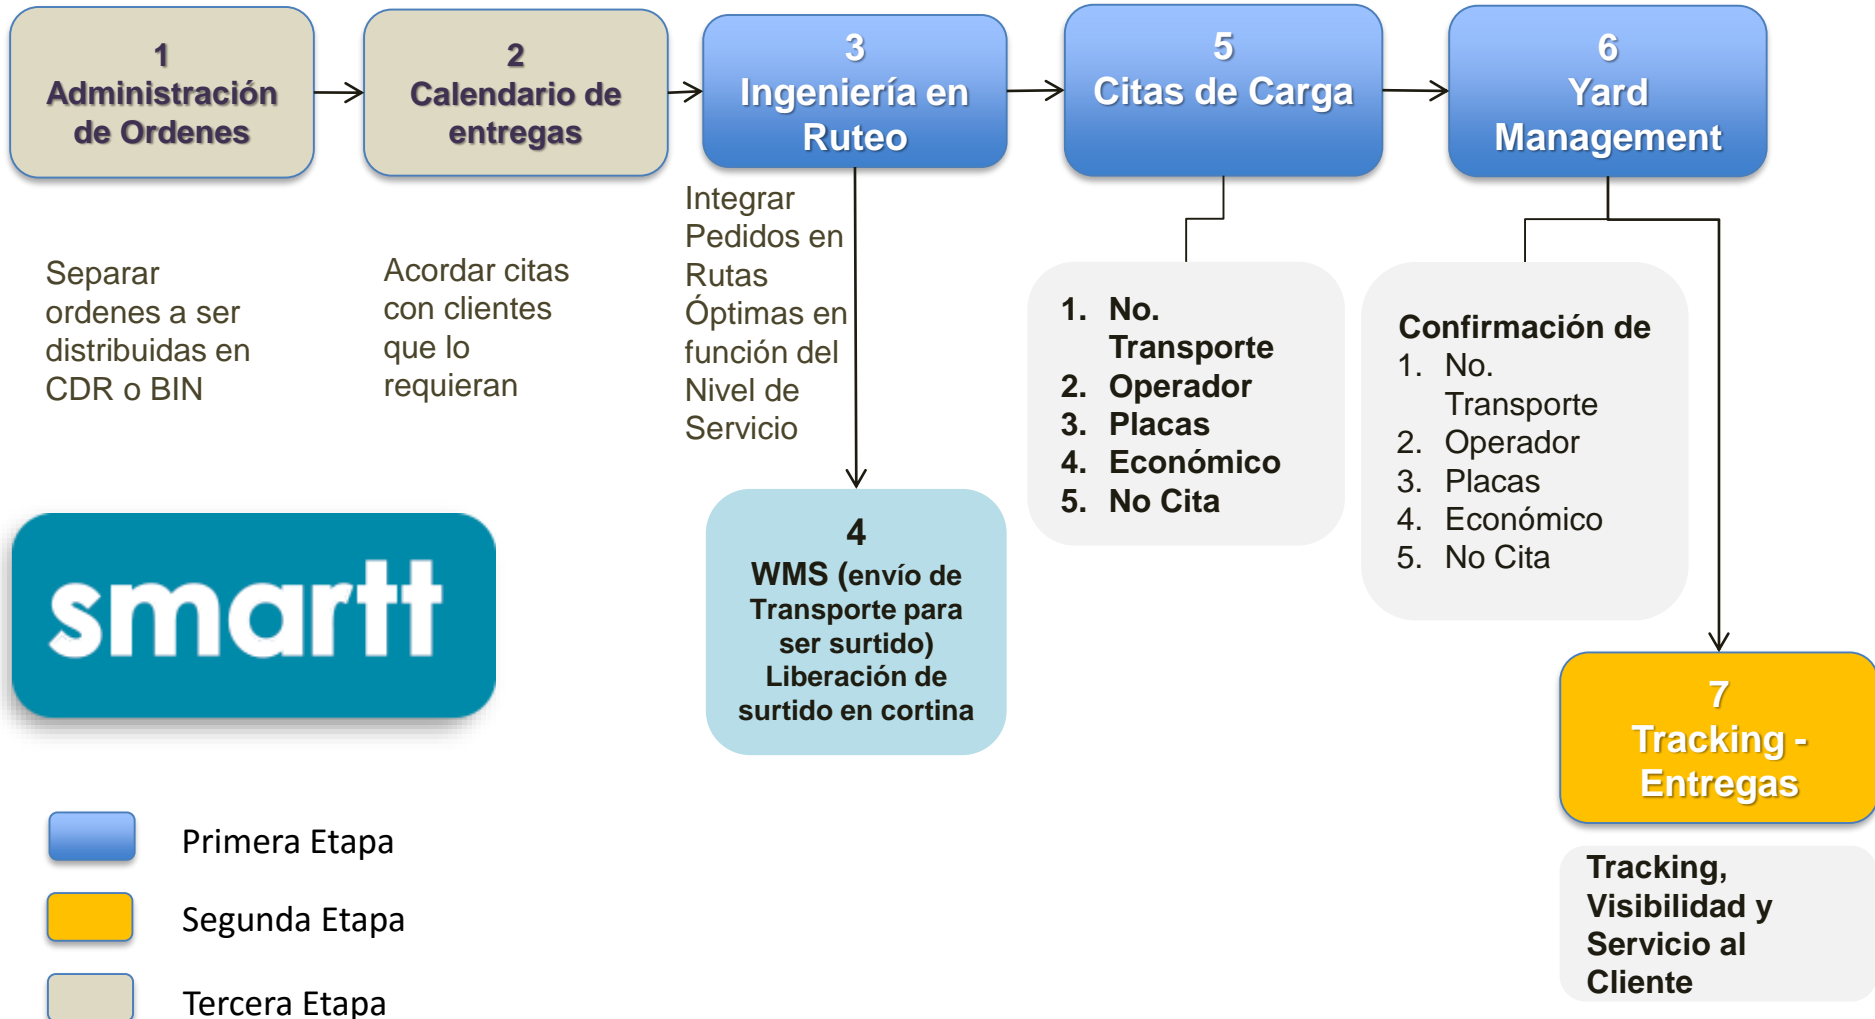 1
Administración
de Ordenes
2
Calendario de
entregas
3
Ingeniería en
Ruteo
5
Citas de Carga
6
Yard
Management
Separar
ordenes a ser
distribuidas en
CDR o BIN
Acordar citas
con clientes
que lo
requieran
Integrar
Pedidos en
Rutas
Óptimas en
función del
Nivel de
Servicio
1. No.
Transporte
2. Operador
3. Placas
4. Económico
5. No Cita
Confirmación de
1. No.
Transporte
2. Operador
3. Placas
4. Económico
5. No Cita
4
WMS (envío de
Transporte para
ser surtido)
Liberación de
surtido en cortina
smartt
7
Tracking -
Entregas
Tracking,
Visibilidad y
Servicio al
Cliente
Primera Etapa
Segunda Etapa
Tercera Etapa